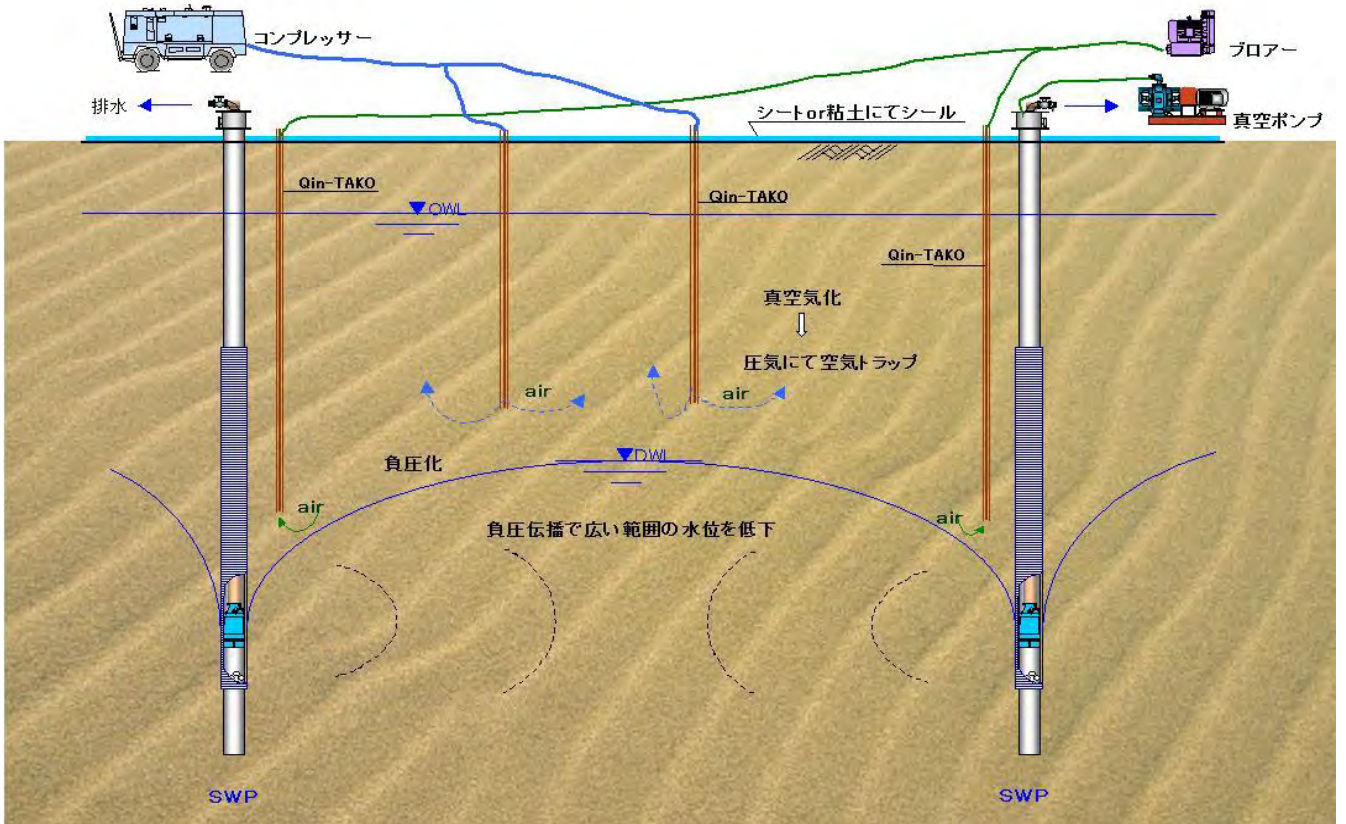 コンプレッサー
ブロアー
排水
シートor粘土にてシール
真空ポンプ
Qin-TAKO
Qin-TAKO
OWL
Qin-TAKO
真空気化
圧気にて空気トラップ
air
air
負圧化
DWL
air
air
負圧伝播で広い範囲の水位を低下
SWP
SWP